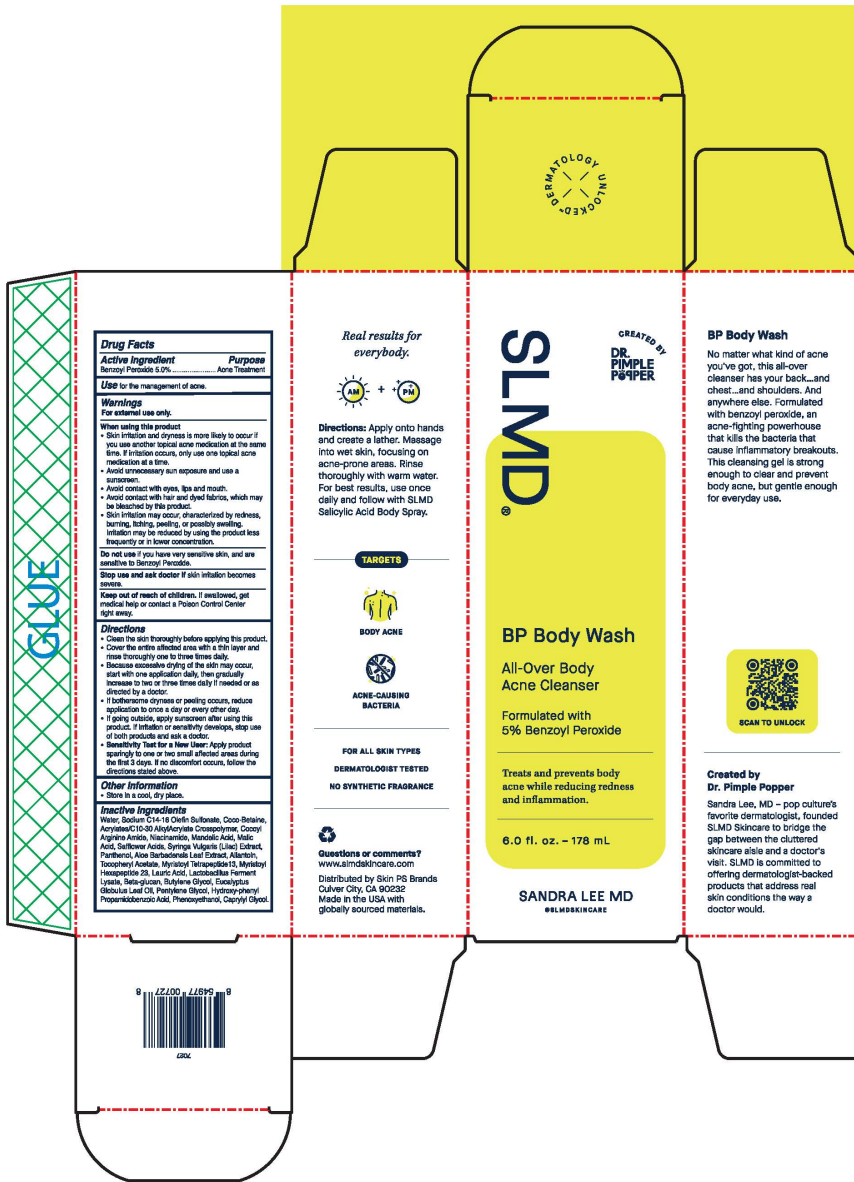 DERMATOLOGY UNLOCKED™
GLUE
Drug Facts
Active Ingredient Purpose
Benzoyl Peroxide 5.0% ...................... Acne Treatment
Use for the management of acne.
Warnings
For external use only.
When using this product
• Skin irritation and dryness is more likely to occur if
you use another topical acne medication at the same
time. If irritation occurs, only use one topical acne
medication at a time.
• Avoid unnecessary sun exposure and use a
sunscreen.
• Avoid contact with eyes, lips and mouth.
• Avoid contact with hair and dyed fabrics, which may
be bleached by this product.
• Skin irritation may occur, characterized by redness,
burning, itching, peeling, or possibly swelling.
Irritation may be reduced by using the product less
frequently or in lower concentration.
Do not use if you have very sensitive skin, and are
sensitive to Benzoyl Peroxide.
Stop use and ask doctor if skin irritation becomes
severe.
Keep out of reach of children. If swallowed, get
medical help or contact a Poison Control Center
right away.
Directions
• Clean the skin thoroughly before applying this product.
• Cover the entire affected area with a thin layer and
rinse thoroughly one to three times daily.
• Because excessive drying of the skin may occur,
start with one application daily, then gradually
increase to two or three times daily if needed or as
directed by a doctor.
• If bothersome dryness or peeling occurs, reduce
application to once a day or every other day.
• If going outside, apply sunscreen after using this
product. If irritation or sensitivity develops, stop use
of both products and ask a doctor.
• Sensitivity Test for a New User: Apply product
sparingly to one or two small affected areas during
the first 3 days. If no discomfort occurs, follow the
directions stated above.
Other Information
• Store in a cool, dry place.
Inactive Ingredients
Water, Sodium C14-16 Olefin Sulfonate, Coco-Betaine,
Acrylates/C10-30 AlkylAcrylate Crosspolymer, Cocoyl
Arginine Amide, Niacinamide, Mandelic Acid, Malic
Acid, Safflower Acids, Syringa Vulgaris (Lilac) Extract,
Panthenol, Aloe Barbadensis Leaf Extract, Allantoin,
Tocopheryl Acetate, Myristoyl Tetrapeptide13, Myristoyl
Hexapeptide 23, Lauric Acid, Lactobacillus Ferment
Lysate, Beta-glucan, Butylene Glycol, Eucalyptus
Globulus Leaf Oil, Pentylene Glycol, Hydroxy-phenyl
Propamidobenzoic Acid, Phenoxyethanol, Caprylyl Glycol.
Real results for
everybody.
AM + PM
Directions: Apply onto hands
and create a lather. Massage
into wet skin, focusing on
acne-prone areas. Rinse
thoroughly with warm water.
For best results, use once
daily and follow with SLMD
Salicylic Acid Body Spray.
TARGETS
BODY ACNE
ACNE-CAUSING
BACTERIA
FOR ALL SKIN TYPES
DERMATOLOGIST TESTED
NO SYNTHETIC FRAGRANCE
Questions or comments?
www.slmdskincare.com
Distributed by Skin PS Brands
Culver City, CA 90232
Made in the USA with
globally sourced materials.
SLMD®
CREATED BY
DR.
PIMPLE
POPPER
BP Body Wash
All-Over Body
Acne Cleanser
Formulated with
5% Benzoyl Peroxide
Treats and prevents body
acne while reducing redness
and inflammation.
6.0 fl. oz. – 178 mL
SANDRA LEE MD
@SLMDSKINCARE
BP Body Wash
No matter what kind of acne
you've got, this all-over
cleanser has your back...and
chest...and shoulders. And
anywhere else. Formulated
with benzoyl peroxide, an
acne-fighting powerhouse
that kills the bacteria that
cause inflammatory breakouts.
This cleansing gel is strong
enough to clear and prevent
body acne, but gentle enough
for everyday use.
SCAN TO UNLOCK
Created by
Dr. Pimple Popper
Sandra Lee, MD – pop culture's
favorite dermatologist, founded
SLMD Skincare to bridge the
gap between the cluttered
skincare aisle and a doctor's
visit. SLMD is committed to
offering dermatologist-backed
products that address real
skin conditions the way a
doctor would.
8 54977 00727 8
7027